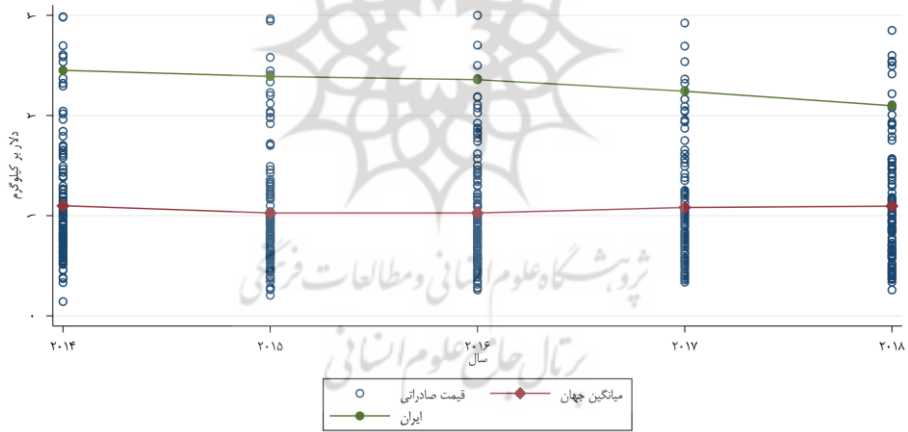 ۳
۲
۱
۰
دلار بر کیلوگرم
۲۰۱۴ ۲۰۱۵ ۲۰۱۶ ۲۰۱۷ ۲۰۱۸
سال
پژوهشگاه علوم انسانی و مطالعات فرهنگی
پرتال جامع علوم انسانی
قیمت صادراتی میانگین جهان
ایران